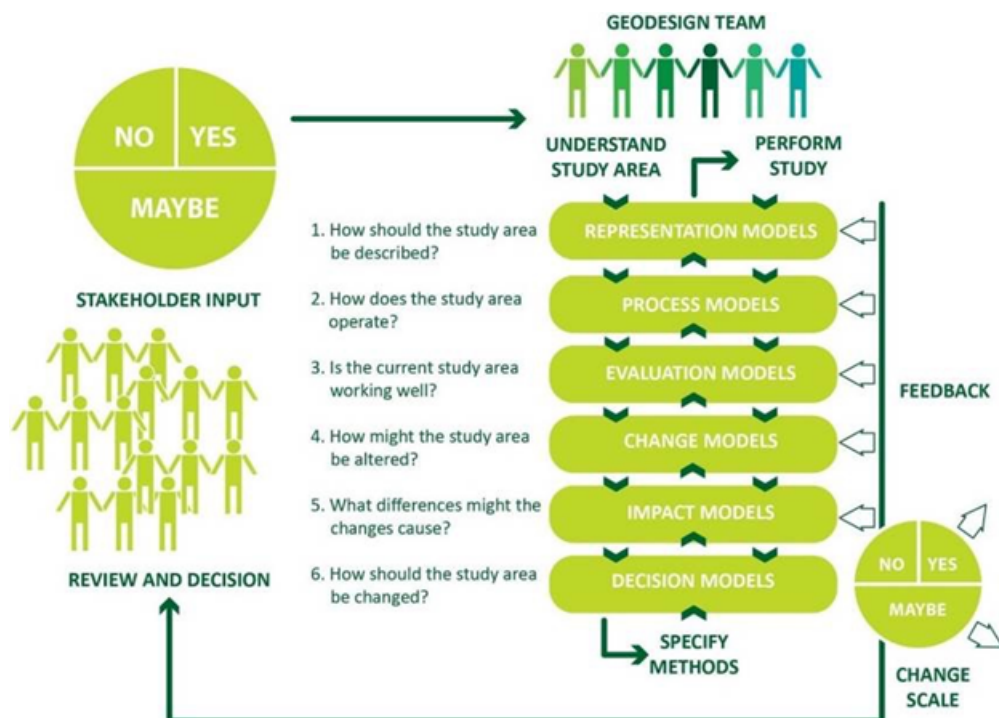 GEODESIGN TEAM
NO
YES
MAYBE
STAKEHOLDER INPUT
REVIEW AND DECISION
UNDERSTAND
STUDY AREA
PERFORM
STUDY
1. How should the study area
be described?
REPRESENTATION MODELS
2. How does the study area
operate?
PROCESS MODELS
3. Is the current study area
working well?
EVALUATION MODELS
4. How might the study area
be altered?
CHANGE MODELS
5. What differences might the
changes cause?
IMPACT MODELS
6. How should the study area
be changed?
DECISION MODELS
SPECIFY
METHODS
FEEDBACK
NO
YES
MAYBE
CHANGE
SCALE